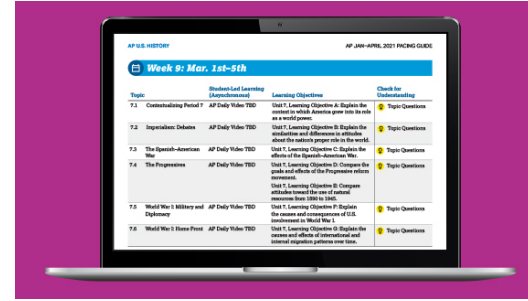 AP U.S. HISTORY
AP JAN–APRIL 2021 PACING GUIDE
Week 9: Mar. 1st–5th
Topic
Student-Led Learning
(Asynchronous)
Learning Objectives
Check for
Understanding
7.1 Contextualizing Period 7 AP Daily Video TBD Unit 7, Learning Objective A: Explain the
context in which America grew into its role
as a world power.
Topic Questions
7.2 Imperialism: Debates AP Daily Video TBD Unit 7, Learning Objective B: Explain the
similarities and differences in attitudes
about the nation's proper role in the world.
Topic Questions
7.3 The Spanish–American
War
AP Daily Video TBD Unit 7, Learning Objective C: Explain the
effects of the Spanish–American War.
Topic Questions
7.4 The Progressives AP Daily Video TBD Unit 7, Learning Objective D: Compare the
goals and effects of the Progressive reform
movement.
Unit 7, Learning Objective E: Compare
attitudes toward the use of natural
resources from 1890 to 1945.
Topic Questions
7.5 World War I: Military and
Diplomacy
AP Daily Video TBD Unit 7, Learning Objective F: Explain
the causes and consequences of U.S.
involvement in World War I.
Topic Questions
7.6 World War I: Home Front AP Daily Video TBD Unit 7, Learning Objective G: Explain the
causes and effects of international and
internal migration patterns over time.
Topic Questions